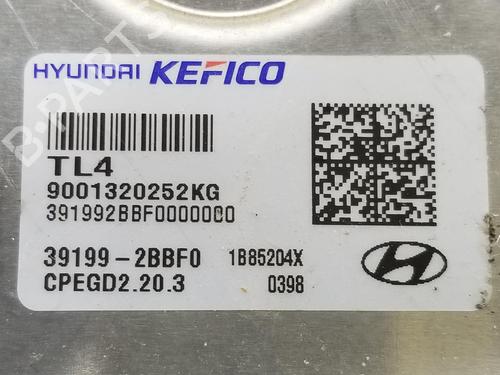 B-PARTS
HYUNDAI KEFICO
TL4
9001320252KG
391992BBF0000000
39199-2BBF0 1B85204X
CPEGD2.20.3 0398